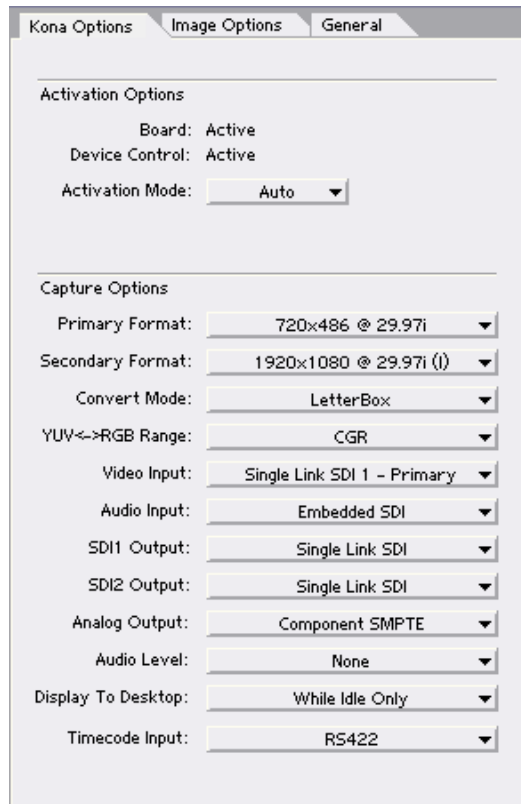 Kona Options Image Options General
Activation Options
Board: Active
Device Control: Active
Activation Mode: Auto
Capture Options
Primary Format: 720x486 @ 29.97i
Secondary Format: 1920x1080 @ 29.97i (I)
Convert Mode: LetterBox
YUV<->RGB Range: CGR
Video Input: Single Link SDI 1 - Primary
Audio Input: Embedded SDI
SDI1 Output: Single Link SDI
SDI2 Output: Single Link SDI
Analog Output: Component SMPTE
Audio Level: None
Display To Desktop: While Idle Only
Timecode Input: RS422